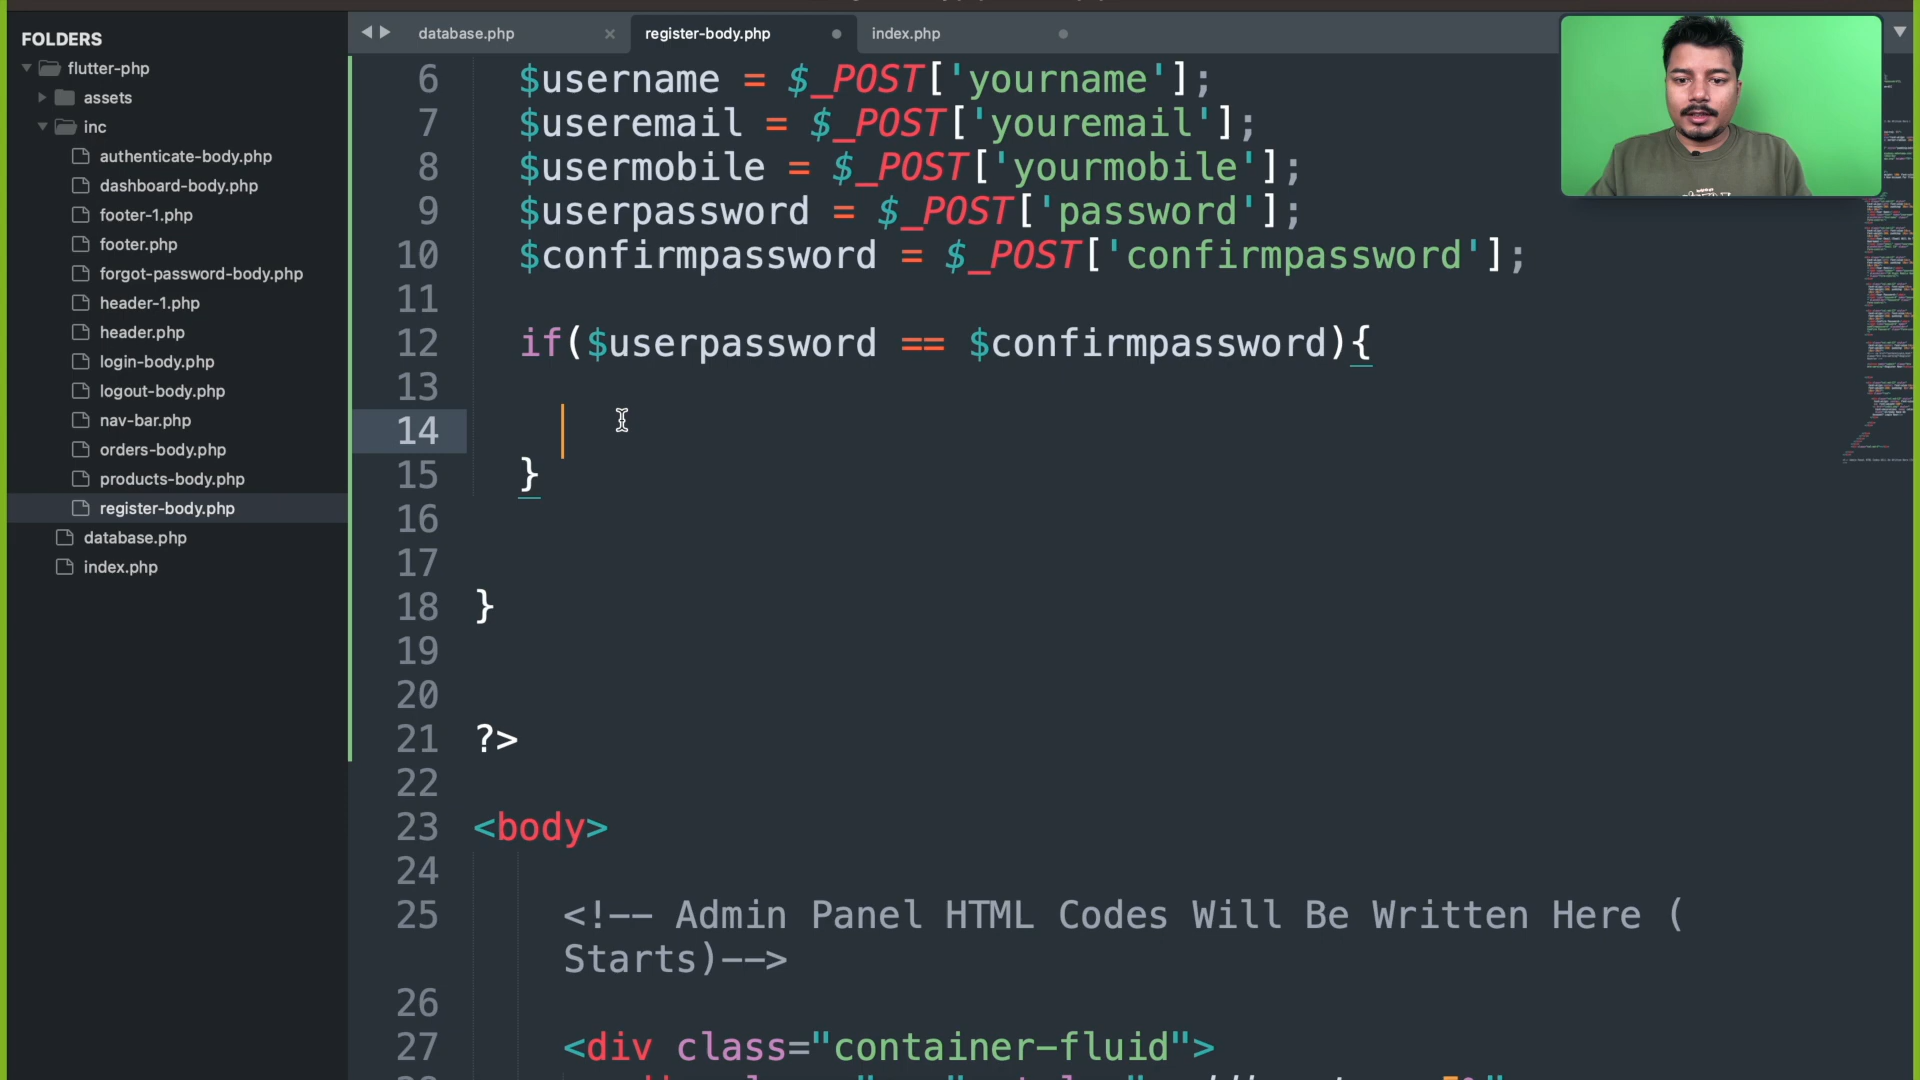 FOLDERS
flutter-php
assets
inc
authenticate-body.php
dashboard-body.php
footer-1.php
footer.php
forgot-password-body.php
header-1.php
header.php
login-body.php
logout-body.php
nav-bar.php
orders-body.php
products-body.php
register-body.php
database.php
index.php
database.php
register-body.php
index.php
6 $username = $_POST['yourname'];
7 $useremail = $_POST['youremail'];
8 $usermobile = $_POST['yourmobile'];
9 $userpassword = $_POST['password'];
10 $confirmpassword = $_POST['confirmpassword'];
11
12 if($userpassword == $confirmpassword){
13
14
15 }
16
17
18 }
19
20
21 ?>
22
23 <body>
24
25 <!-- Admin Panel HTML Codes Will Be Written Here (
Starts)-->
26
27 <div class="container-fluid">